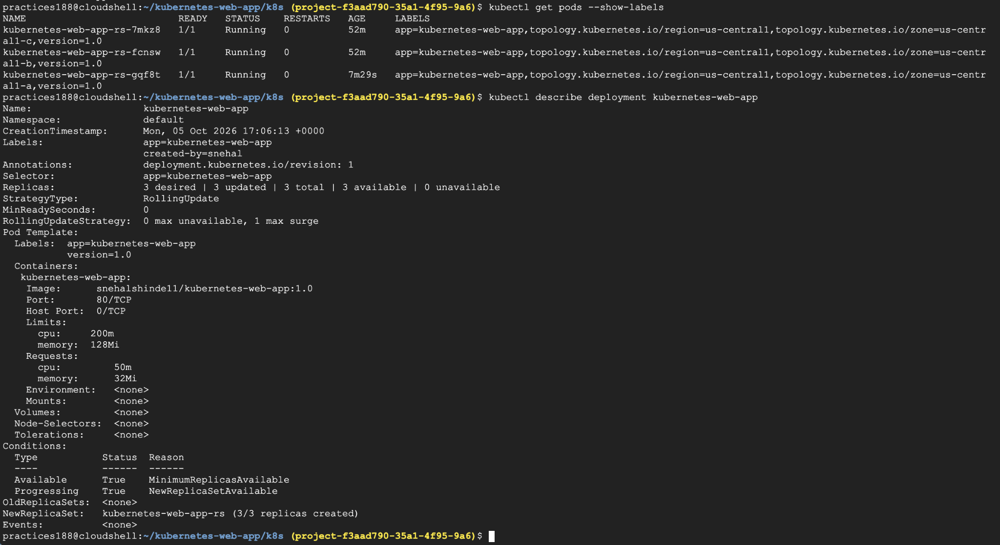 practices188@cloudshell:~/kubernetes-web-app/k8s (project-f3aad790-35a1-4f95-9a6)$ kubectl get pods --show-labels
NAME                          READY   STATUS    RESTARTS   AGE     LABELS
kubernetes-web-app-rs-7mkz8   1/1     Running   0          52m     app=kubernetes-web-app,topology.kubernetes.io/region=us-central1,topology.kubernetes.io/zone=us-centr
al1-c,version=1.0
kubernetes-web-app-rs-fcnsw   1/1     Running   0          52m     app=kubernetes-web-app,topology.kubernetes.io/region=us-central1,topology.kubernetes.io/zone=us-centr
al1-b,version=1.0
kubernetes-web-app-rs-gqf8t   1/1     Running   0          7m29s   app=kubernetes-web-app,topology.kubernetes.io/region=us-central1,topology.kubernetes.io/zone=us-centr
al1-a,version=1.0
practices188@cloudshell:~/kubernetes-web-app/k8s (project-f3aad790-35a1-4f95-9a6)$ kubectl describe deployment kubernetes-web-app
Name:                   kubernetes-web-app
Namespace:              default
CreationTimestamp:      Mon, 05 Oct 2026 17:06:13 +0000
Labels:                 app=kubernetes-web-app
                        created-by=snehal
Annotations:            deployment.kubernetes.io/revision: 1
Selector:               app=kubernetes-web-app
Replicas:               3 desired | 3 updated | 3 total | 3 available | 0 unavailable
StrategyType:           RollingUpdate
MinReadySeconds:        0
RollingUpdateStrategy:  0 max unavailable, 1 max surge
Pod Template:
  Labels:  app=kubernetes-web-app
           version=1.0
  Containers:
   kubernetes-web-app:
    Image:      snehalshinde11/kubernetes-web-app:1.0
    Port:       80/TCP
    Host Port:  0/TCP
    Limits:
      cpu:     200m
      memory:  128Mi
    Requests:
      cpu:         50m
      memory:      32Mi
    Environment:   <none>
    Mounts:        <none>
  Volumes:         <none>
  Node-Selectors:  <none>
  Tolerations:     <none>
Conditions:
  Type           Status  Reason
  ----           ------  ------
  Available      True    MinimumReplicasAvailable
  Progressing    True    NewReplicaSetAvailable
OldReplicaSets:  <none>
NewReplicaSet:   kubernetes-web-app-rs (3/3 replicas created)
Events:          <none>
practices188@cloudshell:~/kubernetes-web-app/k8s (project-f3aad790-35a1-4f95-9a6)$